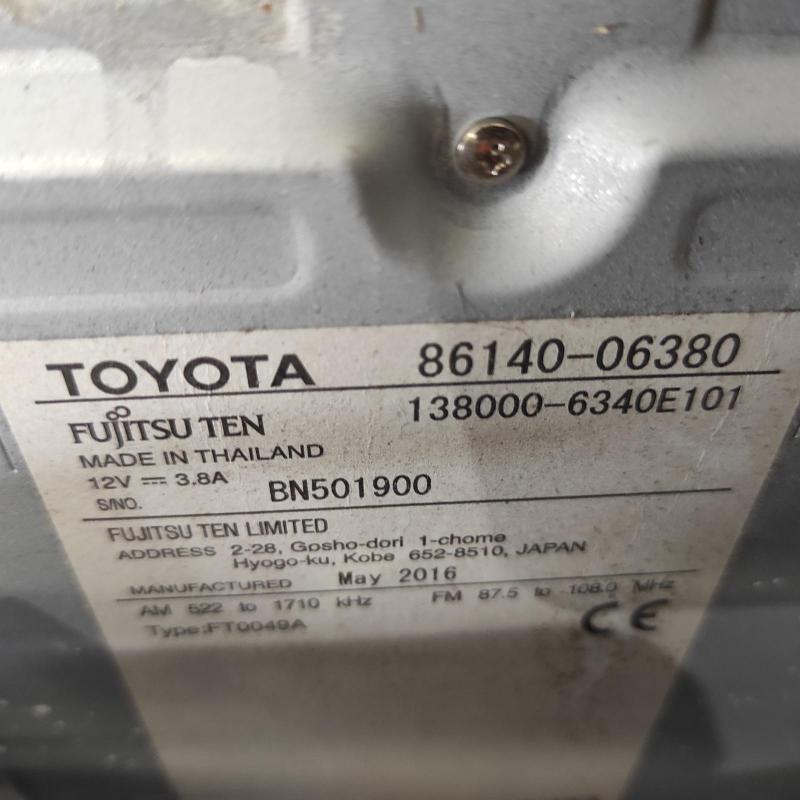 TOYOTA 86140-06380
FUJITSU TEN 138000-6340E101
MADE IN THAILAND
12V ⎓ 3.8A
S/NO. BN501900
FUJITSU TEN LIMITED
ADDRESS 2-28, Gosho-dori 1-chome
Hyogo-ku, Kobe 652-8510, JAPAN
MANUFACTURED May 2016
AM 522 to 1710 kHz FM 87.5 to 108.0 MHz
Type:FT0049A CE